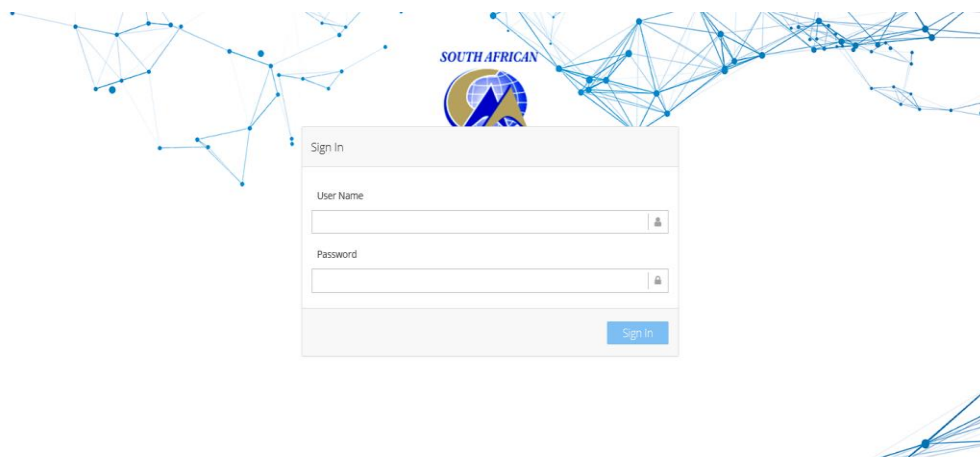 SOUTH AFRICAN
Sign In
User Name
Password
Sign In